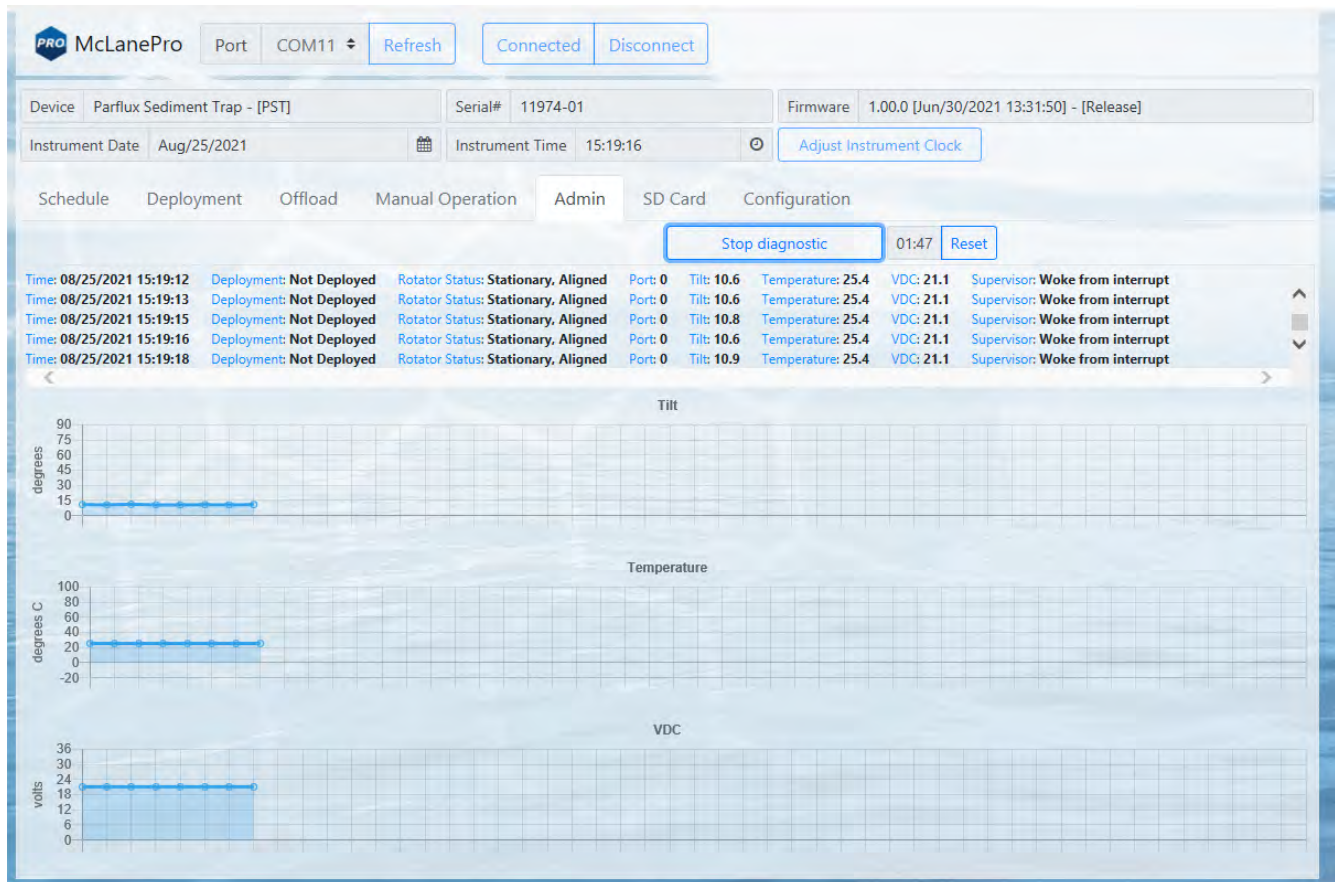 PRO McLanePro Port COM11 Refresh Connected Disconnect
Device Parflux Sediment Trap - [PST] Serial# 11974-01 Firmware 1.00.0 [Jun/30/2021 13:31:50] - [Release]
Instrument Date Aug/25/2021 Instrument Time 15:19:16 Adjust Instrument Clock
Schedule Deployment Offload Manual Operation Admin SD Card Configuration
Stop diagnostic 01:47 Reset
Time: 08/25/2021 15:19:12 Deployment: Not Deployed Rotator Status: Stationary, Aligned Port: 0 Tilt: 10.6 Temperature: 25.4 VDC: 21.1 Supervisor: Woke from interrupt
Time: 08/25/2021 15:19:13 Deployment: Not Deployed Rotator Status: Stationary, Aligned Port: 0 Tilt: 10.6 Temperature: 25.4 VDC: 21.1 Supervisor: Woke from interrupt
Time: 08/25/2021 15:19:15 Deployment: Not Deployed Rotator Status: Stationary, Aligned Port: 0 Tilt: 10.8 Temperature: 25.4 VDC: 21.1 Supervisor: Woke from interrupt
Time: 08/25/2021 15:19:16 Deployment: Not Deployed Rotator Status: Stationary, Aligned Port: 0 Tilt: 10.6 Temperature: 25.4 VDC: 21.1 Supervisor: Woke from interrupt
Time: 08/25/2021 15:19:18 Deployment: Not Deployed Rotator Status: Stationary, Aligned Port: 0 Tilt: 10.9 Temperature: 25.4 VDC: 21.1 Supervisor: Woke from interrupt
Tilt
degrees
90
75
60
45
30
15
0
Temperature
degrees C
100
80
60
40
20
0
-20
VDC
volts
36
30
24
18
12
6
0